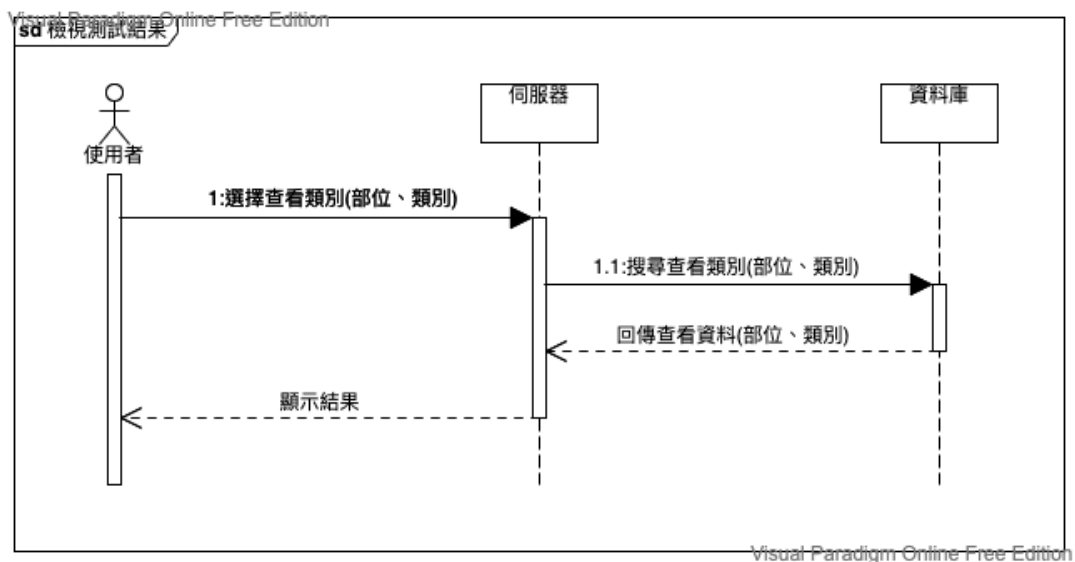 Visual Paradigm Online Free Edition
sd 檢視測試結果
使用者
伺服器
資料庫
1:選擇查看類別(部位、類別)
1.1:搜尋查看類別(部位、類別)
回傳查看資料(部位、類別)
顯示結果
Visual Paradigm Online Free Edition